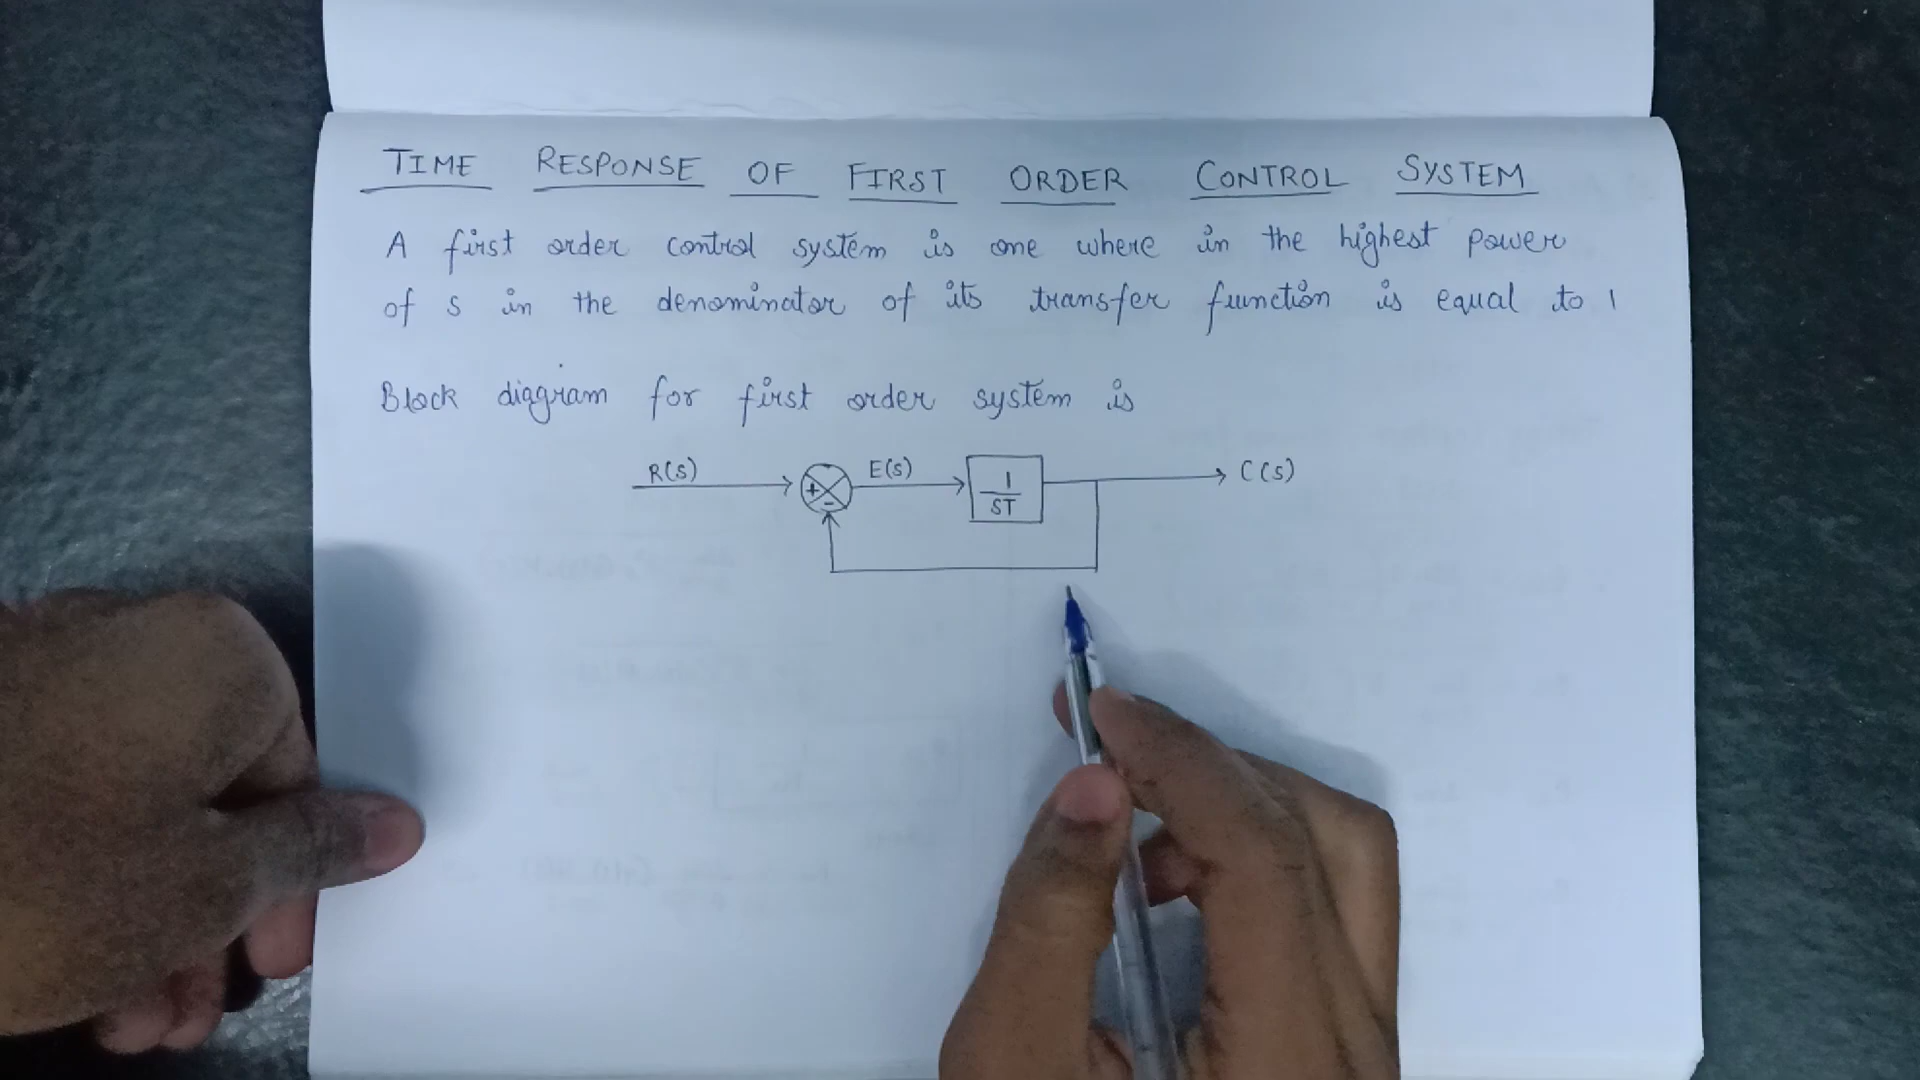 TIME RESPONSE OF FIRST ORDER CONTROL SYSTEM
A first order control system is one where in the highest power
of s in the denominator of its transfer function is equal to 1
Block diagram for first order system is
R(S) + - E(S) 1/ST C(S)